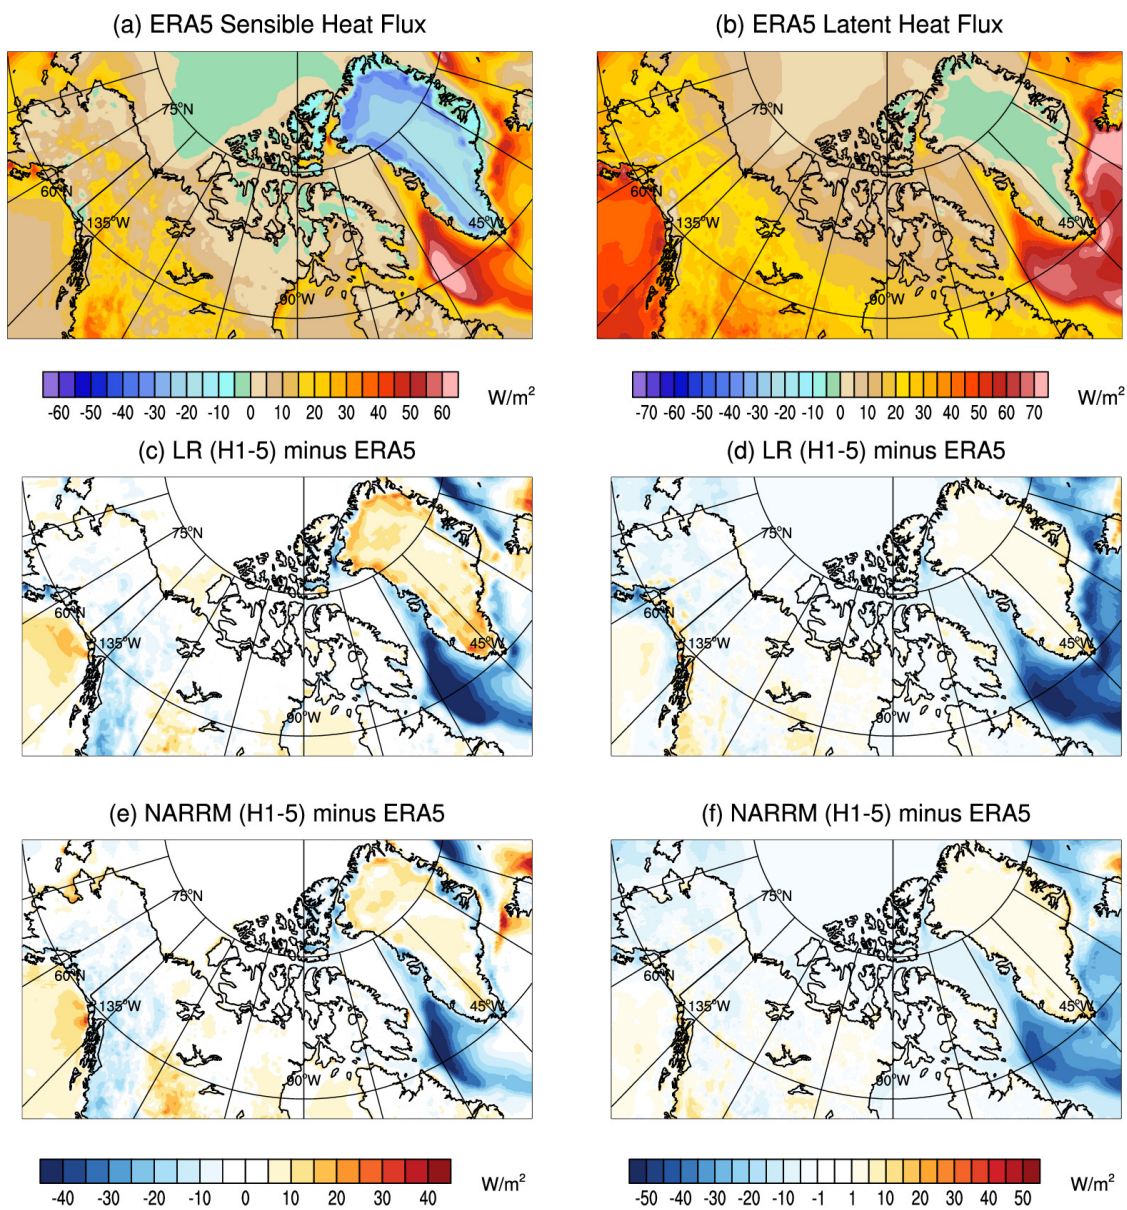 (a) ERA5 Sensible Heat Flux
(b) ERA5 Latent Heat Flux
75°N
60°N
135°W
90°W
45°W
75°N
60°N
135°W
90°W
45°W
-60 -50 -40 -30 -20 -10 0 10 20 30 40 50 60
W/m²
-70 -60 -50 -40 -30 -20 -10 0 10 20 30 40 50 60 70
W/m²
(c) LR (H1-5) minus ERA5
(d) LR (H1-5) minus ERA5
75°N
60°N
135°W
90°W
45°W
75°N
60°N
135°W
90°W
45°W
(e) NARRM (H1-5) minus ERA5
(f) NARRM (H1-5) minus ERA5
75°N
60°N
135°W
90°W
45°W
75°N
60°N
135°W
90°W
45°W
-40 -30 -20 -10 0 10 20 30 40
W/m²
-50 -40 -30 -20 -10 -1 1 10 20 30 40 50
W/m²